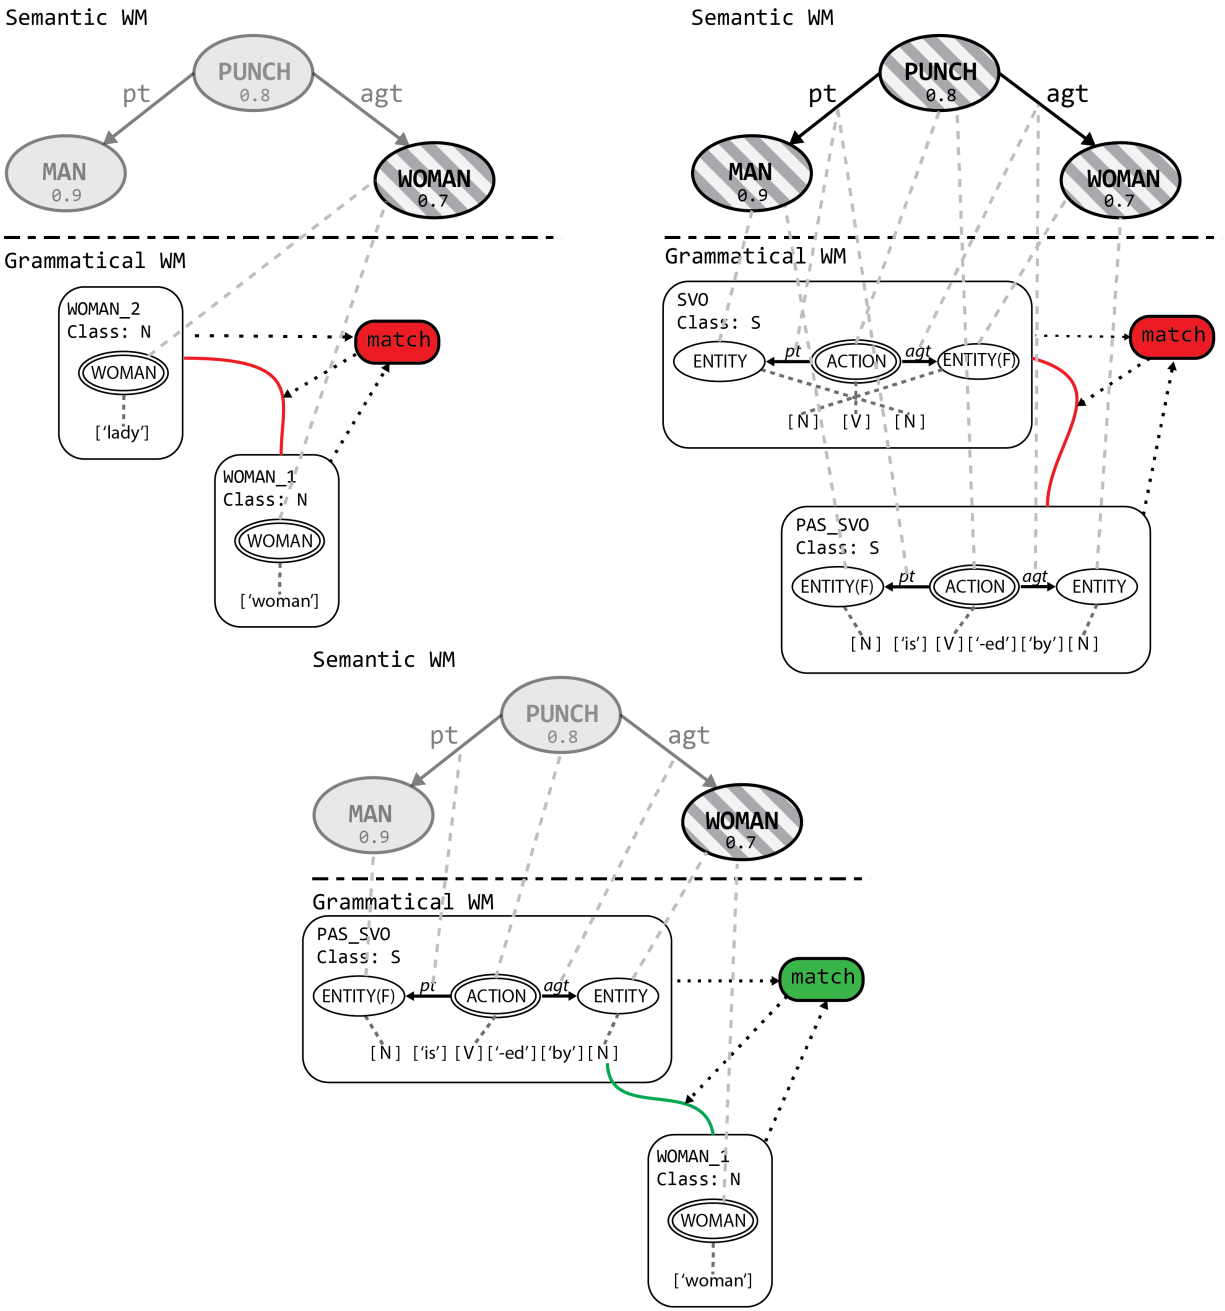 Semantic WM
PUNCH
0.8
pt
agt
MAN
0.9
WOMAN
0.7
Grammatical WM
WOMAN_2
Class: N
WOMAN
['lady']
match
WOMAN_1
Class: N
WOMAN
['woman']
Semantic WM
PUNCH
0.8
pt
agt
MAN
0.9
WOMAN
0.7
Grammatical WM
SVO
Class: S
ENTITY
pt
ACTION
agt
ENTITY(F)
[N] [V] [N]
match
PAS_SVO
Class: S
ENTITY(F)
pt
ACTION
agt
ENTITY
[N] ['is'] [V] ['-ed'] ['by'] [N]
Semantic WM
PUNCH
0.8
pt
agt
MAN
0.9
WOMAN
0.7
Grammatical WM
PAS_SVO
Class: S
ENTITY(F)
pt
ACTION
agt
ENTITY
[N] ['is'] [V] ['-ed'] ['by'] [N]
match
WOMAN_1
Class: N
WOMAN
['woman']